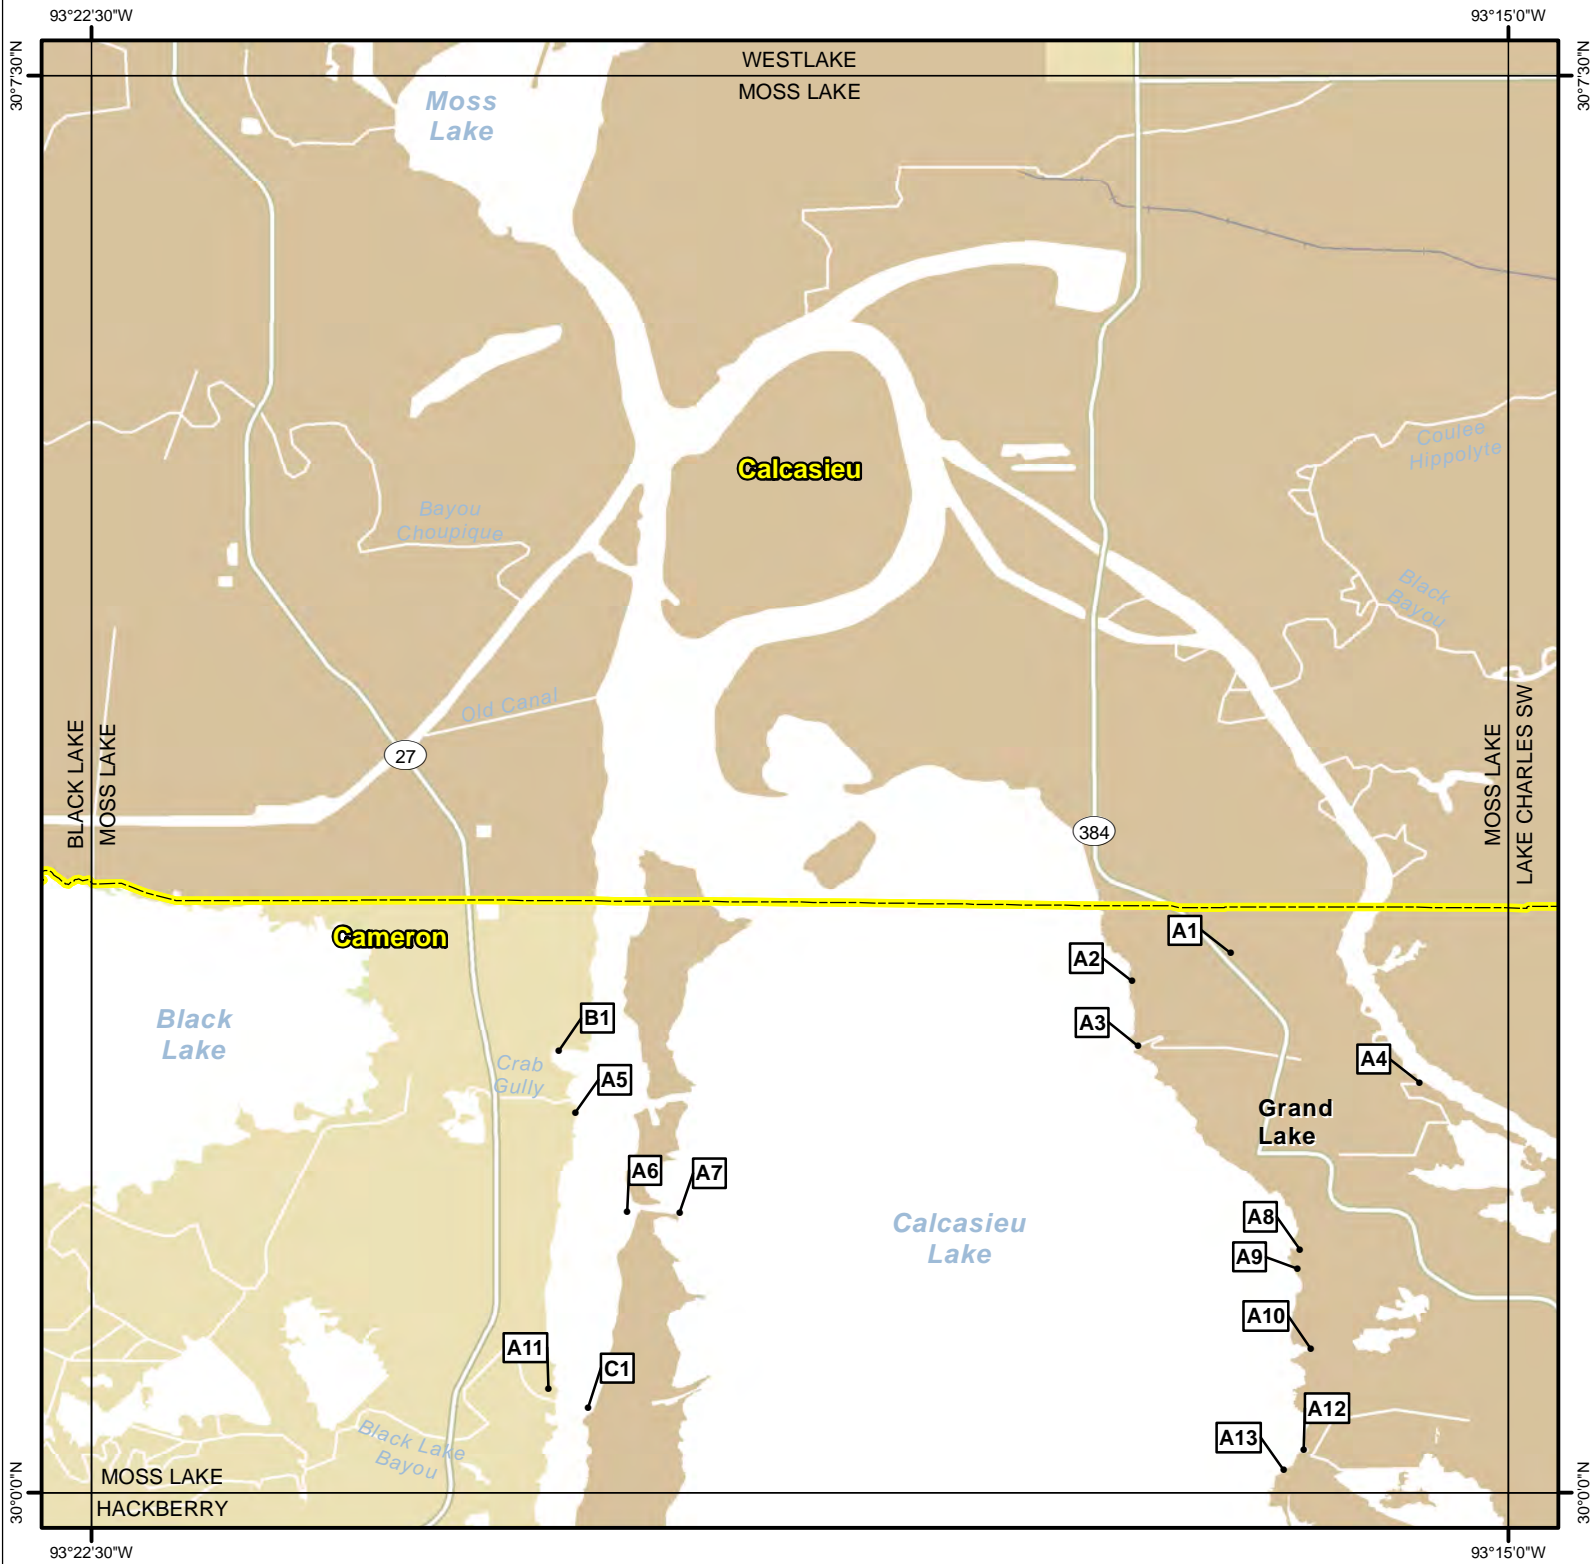 93°22'30"W
93°15'0"W
30°7'30"N
30°7'30"N
WESTLAKE
MOSS LAKE
Moss
Lake
Calcasieu
Coulee
Hippolyte
Bayou
Choupique
Black
Bayou
Old Canal
27
BLACK LAKE
MOSS LAKE
MOSS LAKE
LAKE CHARLES SW
384
Cameron
A1
A2
Black
Lake
B1
A3
Crab
Gully
A5
A4
Grand
Lake
A6
A7
Calcasieu
Lake
A8
A9
A10
A11
C1
A12
Black Lake
Bayou
A13
MOSS LAKE
HACKBERRY
30°0'0"N
30°0'0"N
93°22'30"W
93°15'0"W